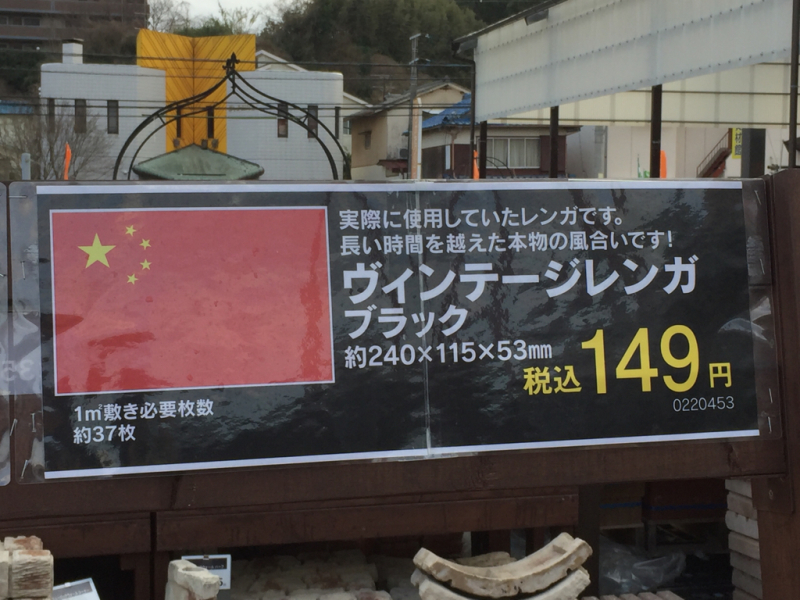 実際に使用していたレンガです。
長い時間を越えた本物の風合いです!
ヴィンテージレンガ
ブラック
約240×115×53mm
税込149円
0220453
1㎡敷き必要枚数
約37枚